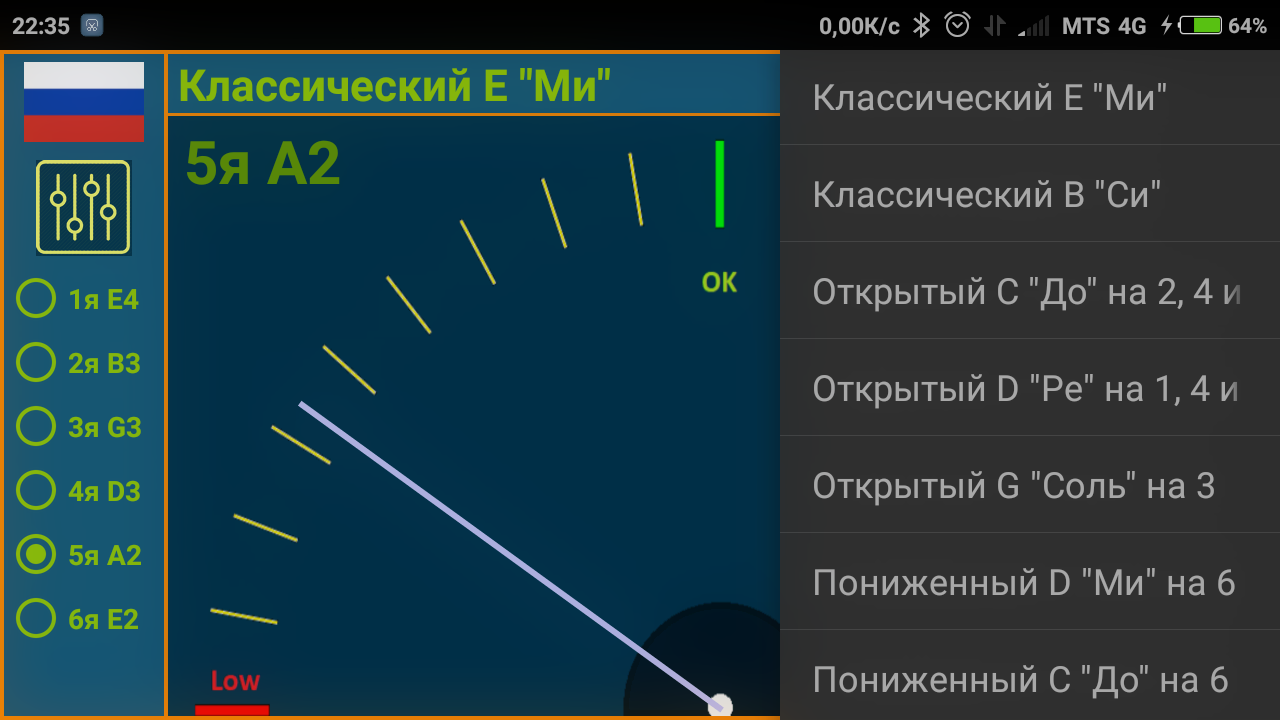 22:35
0,00K/c MTS 4G 64%
Классический E "Ми"
5я A2
1я E4
2я B3
3я G3
4я D3
5я A2
6я E2
OK
Low
Классический E "Ми"
Классический B "Си"
Открытый C "До" на 2, 4 и
Открытый D "Ре" на 1, 4 и
Открытый G "Соль" на 3
Пониженный D "Ми" на 6
Пониженный C "До" на 6